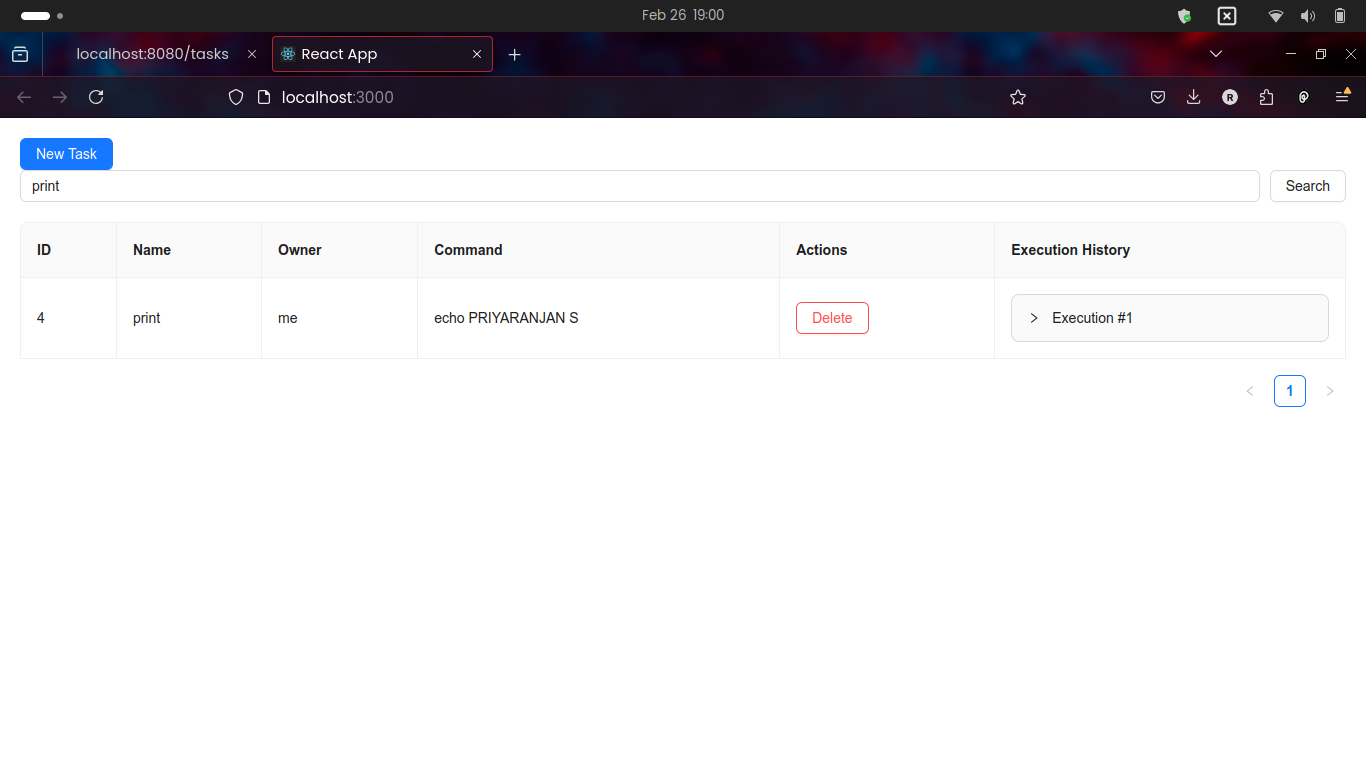 Feb 26 19:00
localhost:8080/tasks
React App
localhost:3000
R
New Task
print
Search
ID Name Owner Command Actions Execution History
4 print me echo PRIYARANJAN S Delete Execution #1
1